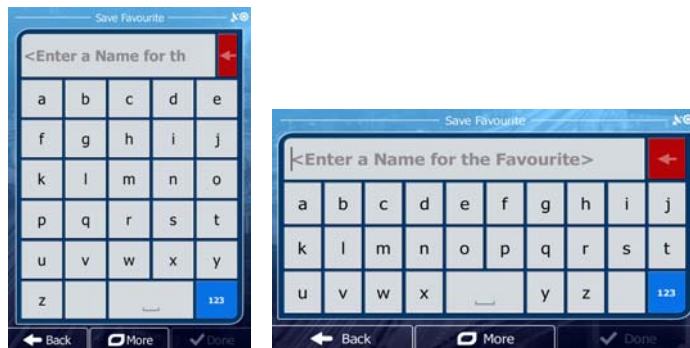 Save Favourite
<Enter a Name for th
a b c d e
f g h i j
k l m n o
p q r s t
u v w x y
z 123
Back More Done
Save Favourite
<Enter a Name for the Favourite>
a b c d e f g h i j
k l m n o p q r s t
u v w x y z 123
Back More Done